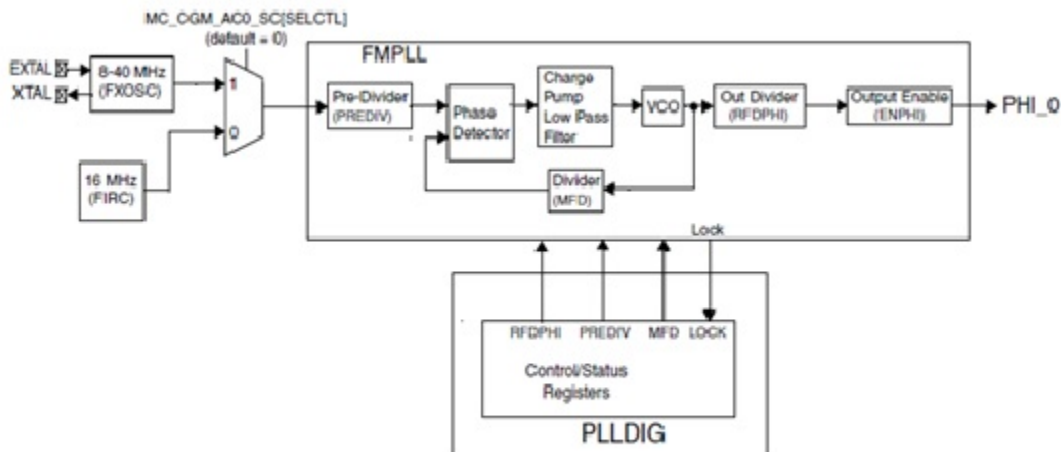 MC_CGM_AC0_SC[SELCTL]
(default = 0)
FMPLL
EXTAL
XTAL
8-40 MHz
(FXOSC)
1
0
16 MHz
(FIRC)
Pre-Divider
(PREDIV)
Phase
Detector
Charge
Pump
Low Pass
Filter
VCO
Out Divider
(RFDPHI)
Output Enable
(ENPHI)
PHI_0
Divider
(MFD)
Lock
RFDPHI PREDIV MFD LOCK
Control/Status
Registers
PLLDIG